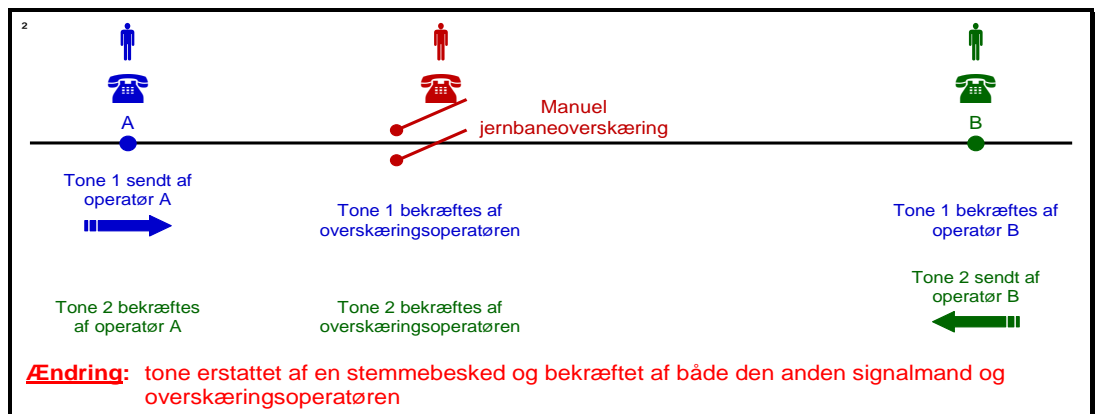 2
A
Manuel
jernbaneoverskæring
B
Tone 1 sendt af
operatør A
Tone 1 bekræftes af
overskæringsoperatøren
Tone 1 bekræftes af
operatør B
Tone 2 bekræftes
af operatør A
Tone 2 bekræftes af
overskæringsoperatøren
Tone 2 sendt af
operatør B
Ændring: tone erstattet af en stemmebesked og bekræftet af både den anden signalmand og
overskæringsoperatøren